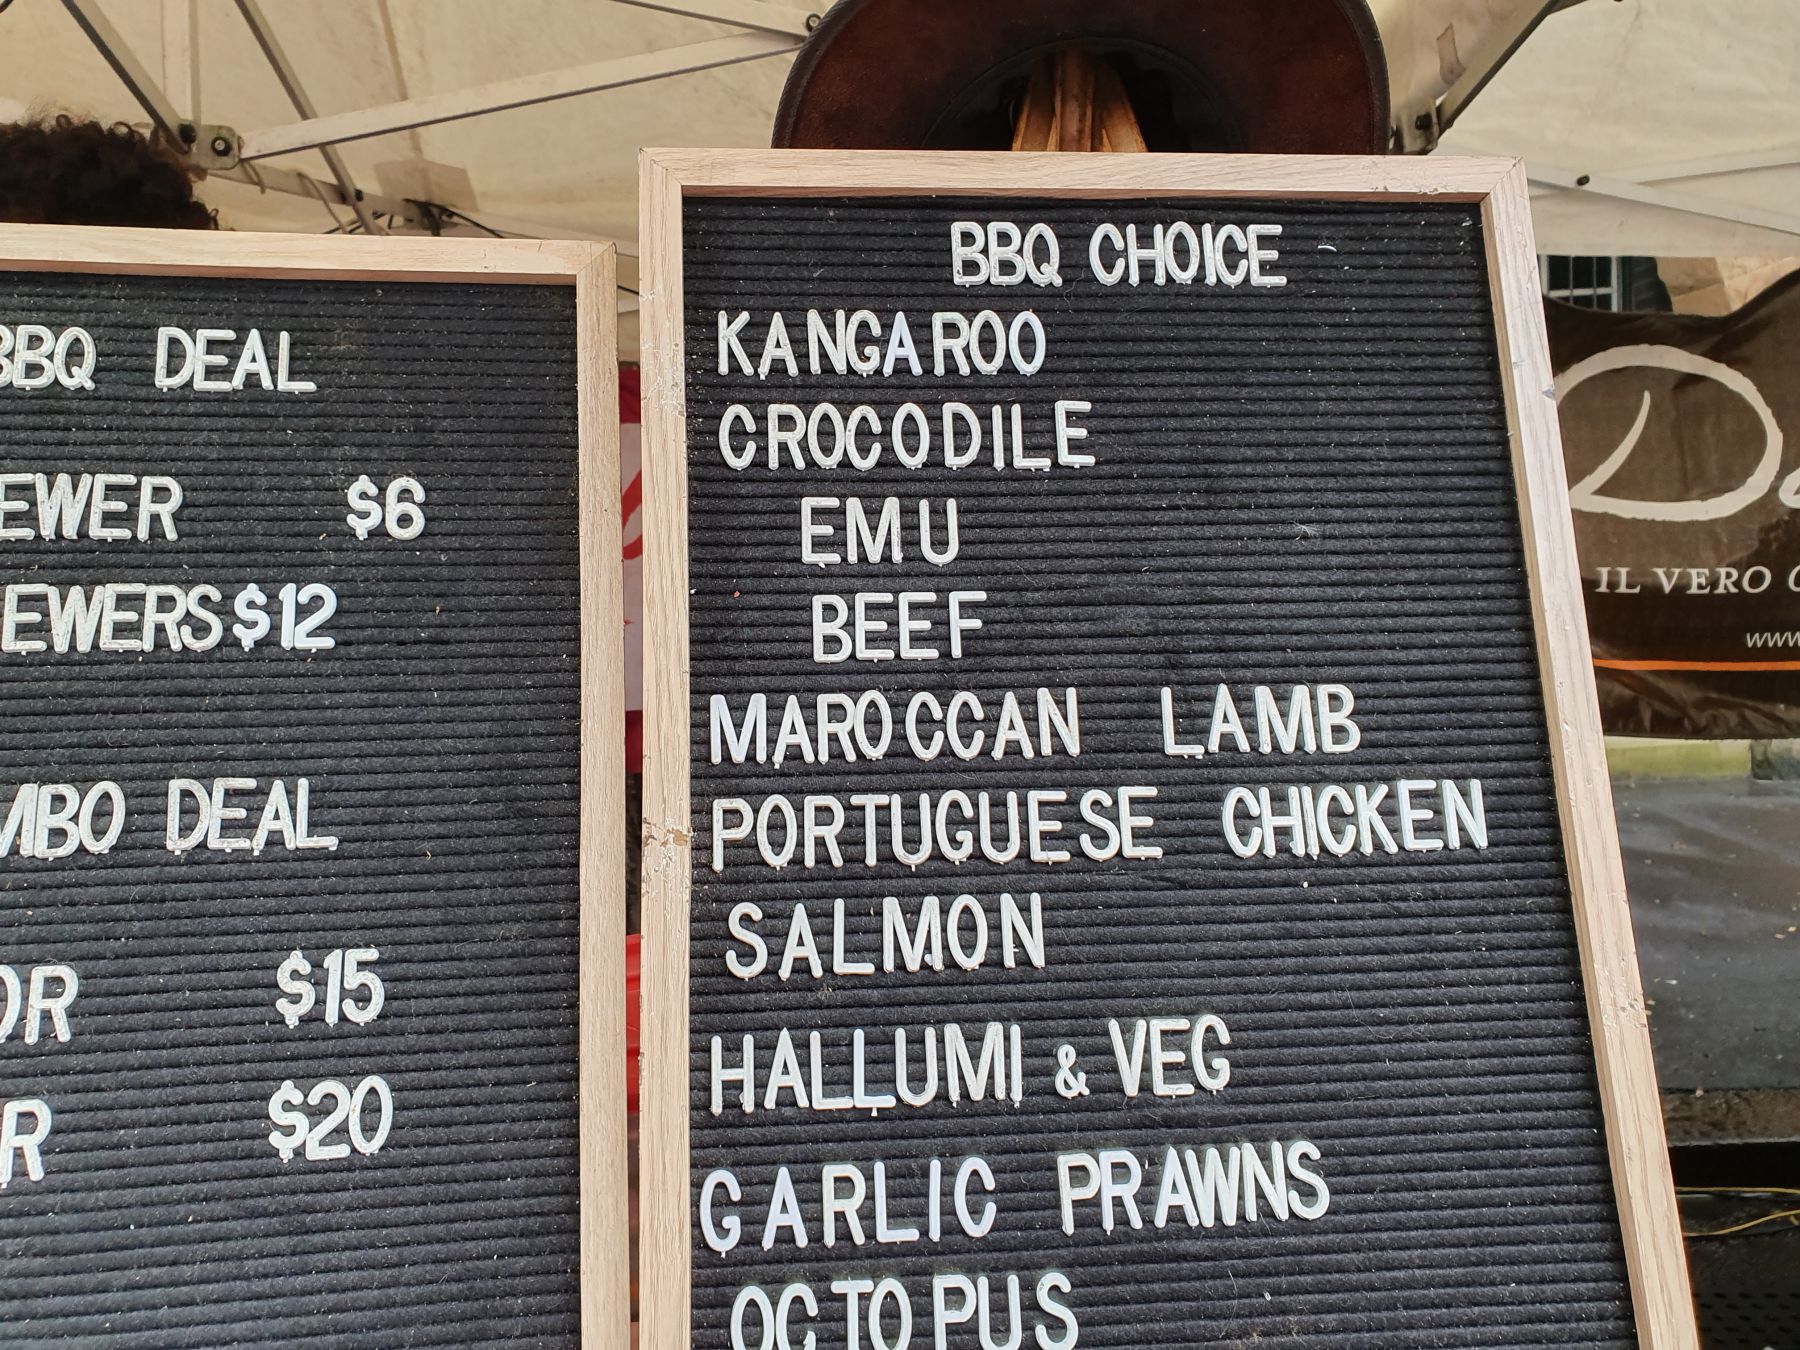 BBQ DEAL
EWER $6
EWERS $12
MBO DEAL
OR $15
R $20
BBQ CHOICE
KANGAROO
CROCODILE
EMU
BEEF
MAROCCAN LAMB
PORTUGUESE CHICKEN
SALMON
HALLUMI & VEG
GARLIC PRAWNS
OCTOPUS
IL VERO
www